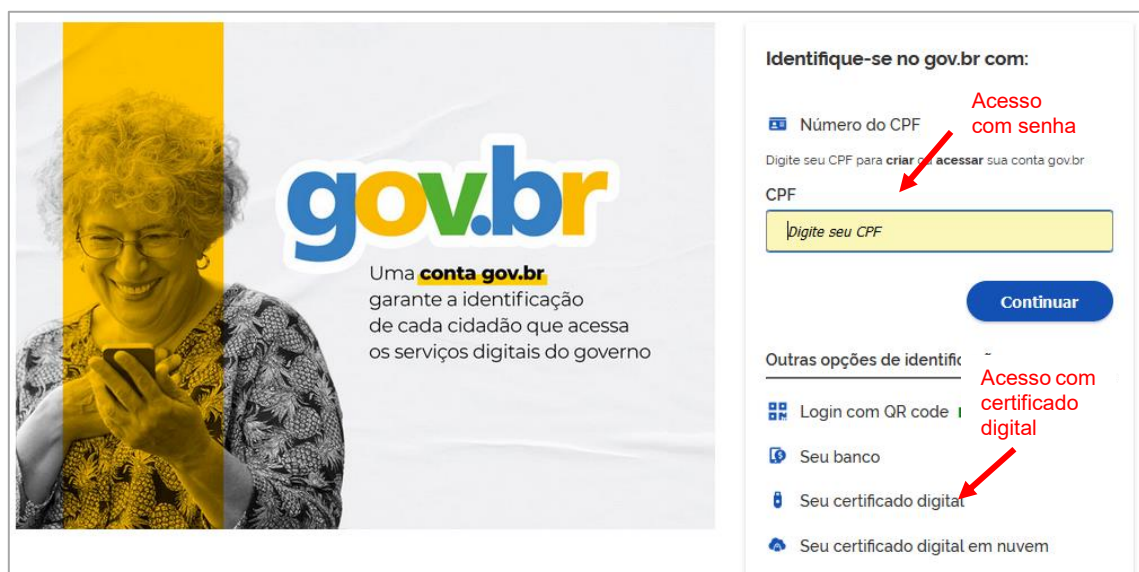 gov.br
Uma conta gov.br
garante a identificação
de cada cidadão que acessa
os serviços digitais do governo
Identifique-se no gov.br com:
Acesso
com senha
Número do CPF
Digite seu CPF para criar ou acessar sua conta gov.br
CPF
Digite seu CPF
Continuar
Outras opções de
Acesso com
certificado
digital
Login com QR code
Seu banco
Seu certificado digital
Seu certificado digital em nuvem